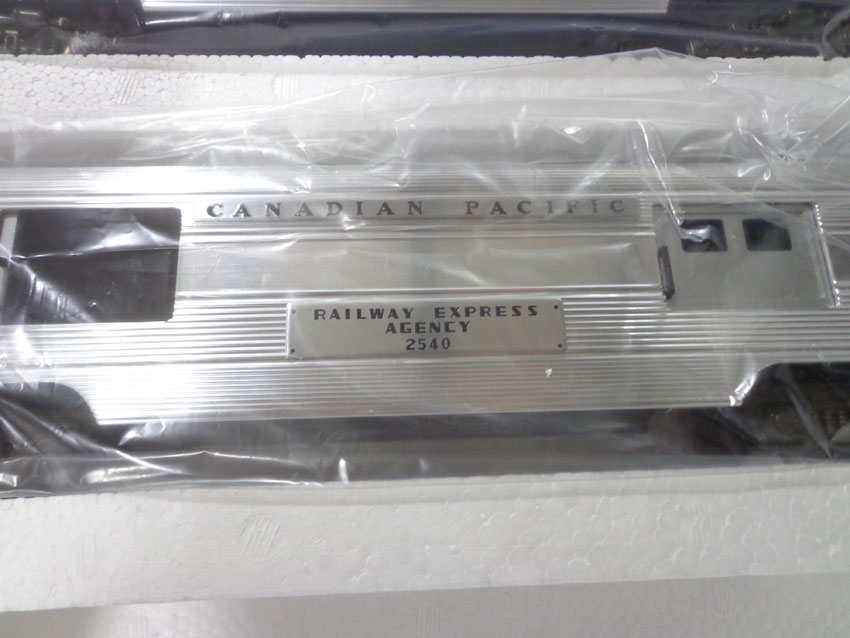 CANADIAN PACIFIC
RAILWAY EXPRESS
AGENCY
2540